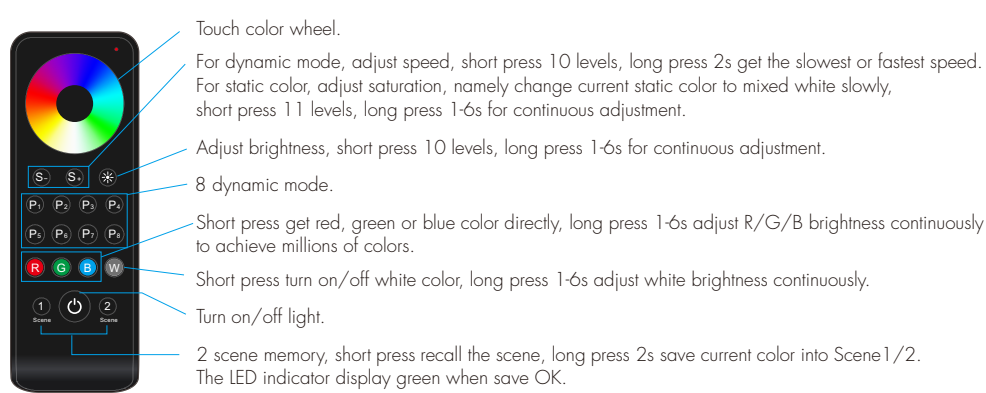 Touch color wheel.
For dynamic mode, adjust speed, short press 10 levels, long press 2s get the slowest or fastest speed.
For static color, adjust saturation, namely change current static color to mixed white slowly,
short press 11 levels, long press 1-6s for continuous adjustment.
Adjust brightness, short press 10 levels, long press 1-6s for continuous adjustment.
S- S+
8 dynamic mode.
P1 P2 P3 P4
P5 P6 P7 P8
Short press get red, green or blue color directly, long press 1-6s adjust R/G/B brightness continuously
to achieve millions of colors.
R G B W
Short press turn on/off white color, long press 1-6s adjust white brightness continuously.
1 2
Scene Scene
Turn on/off light.
2 scene memory, short press recall the scene, long press 2s save current color into Scene1/2.
The LED indicator display green when save OK.